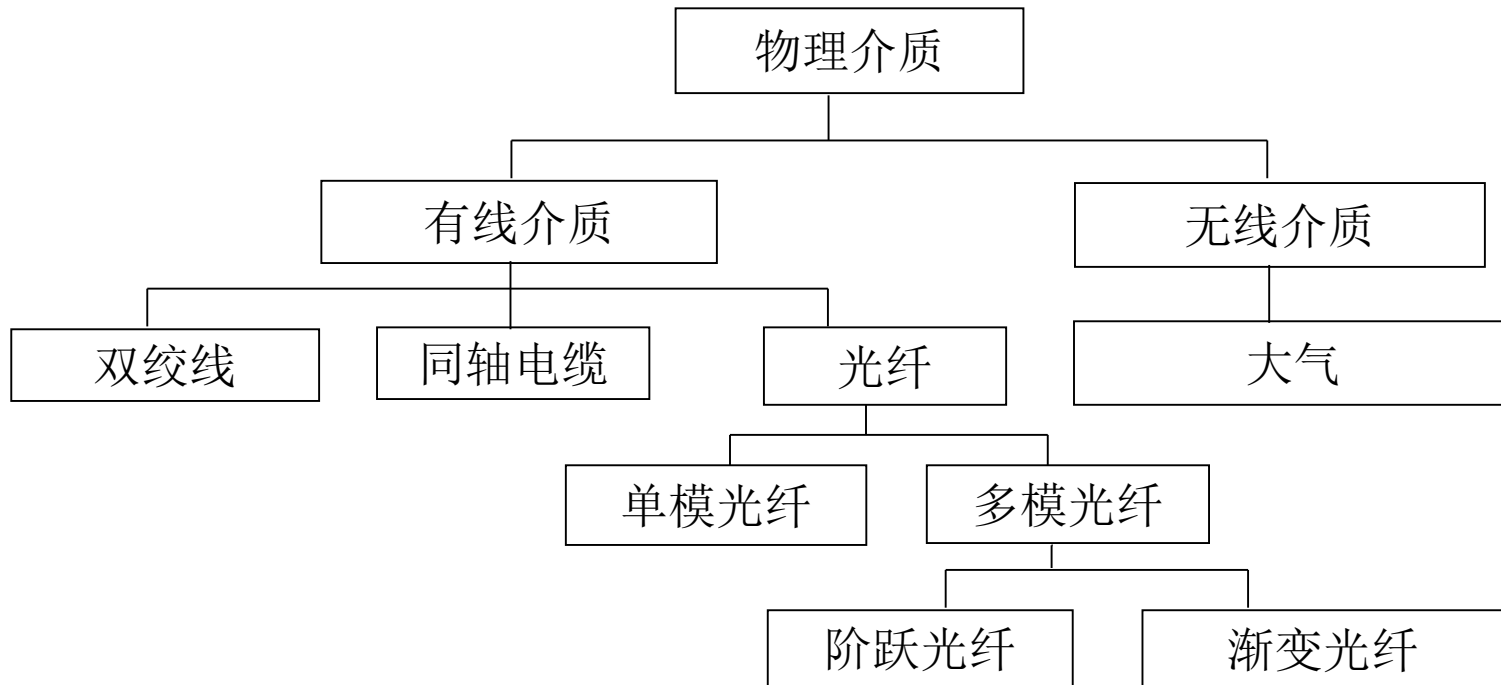 物理介质
有线介质
无线介质
双绞线
同轴电缆
光纤
大气
单模光纤
多模光纤
阶跃光纤
渐变光纤